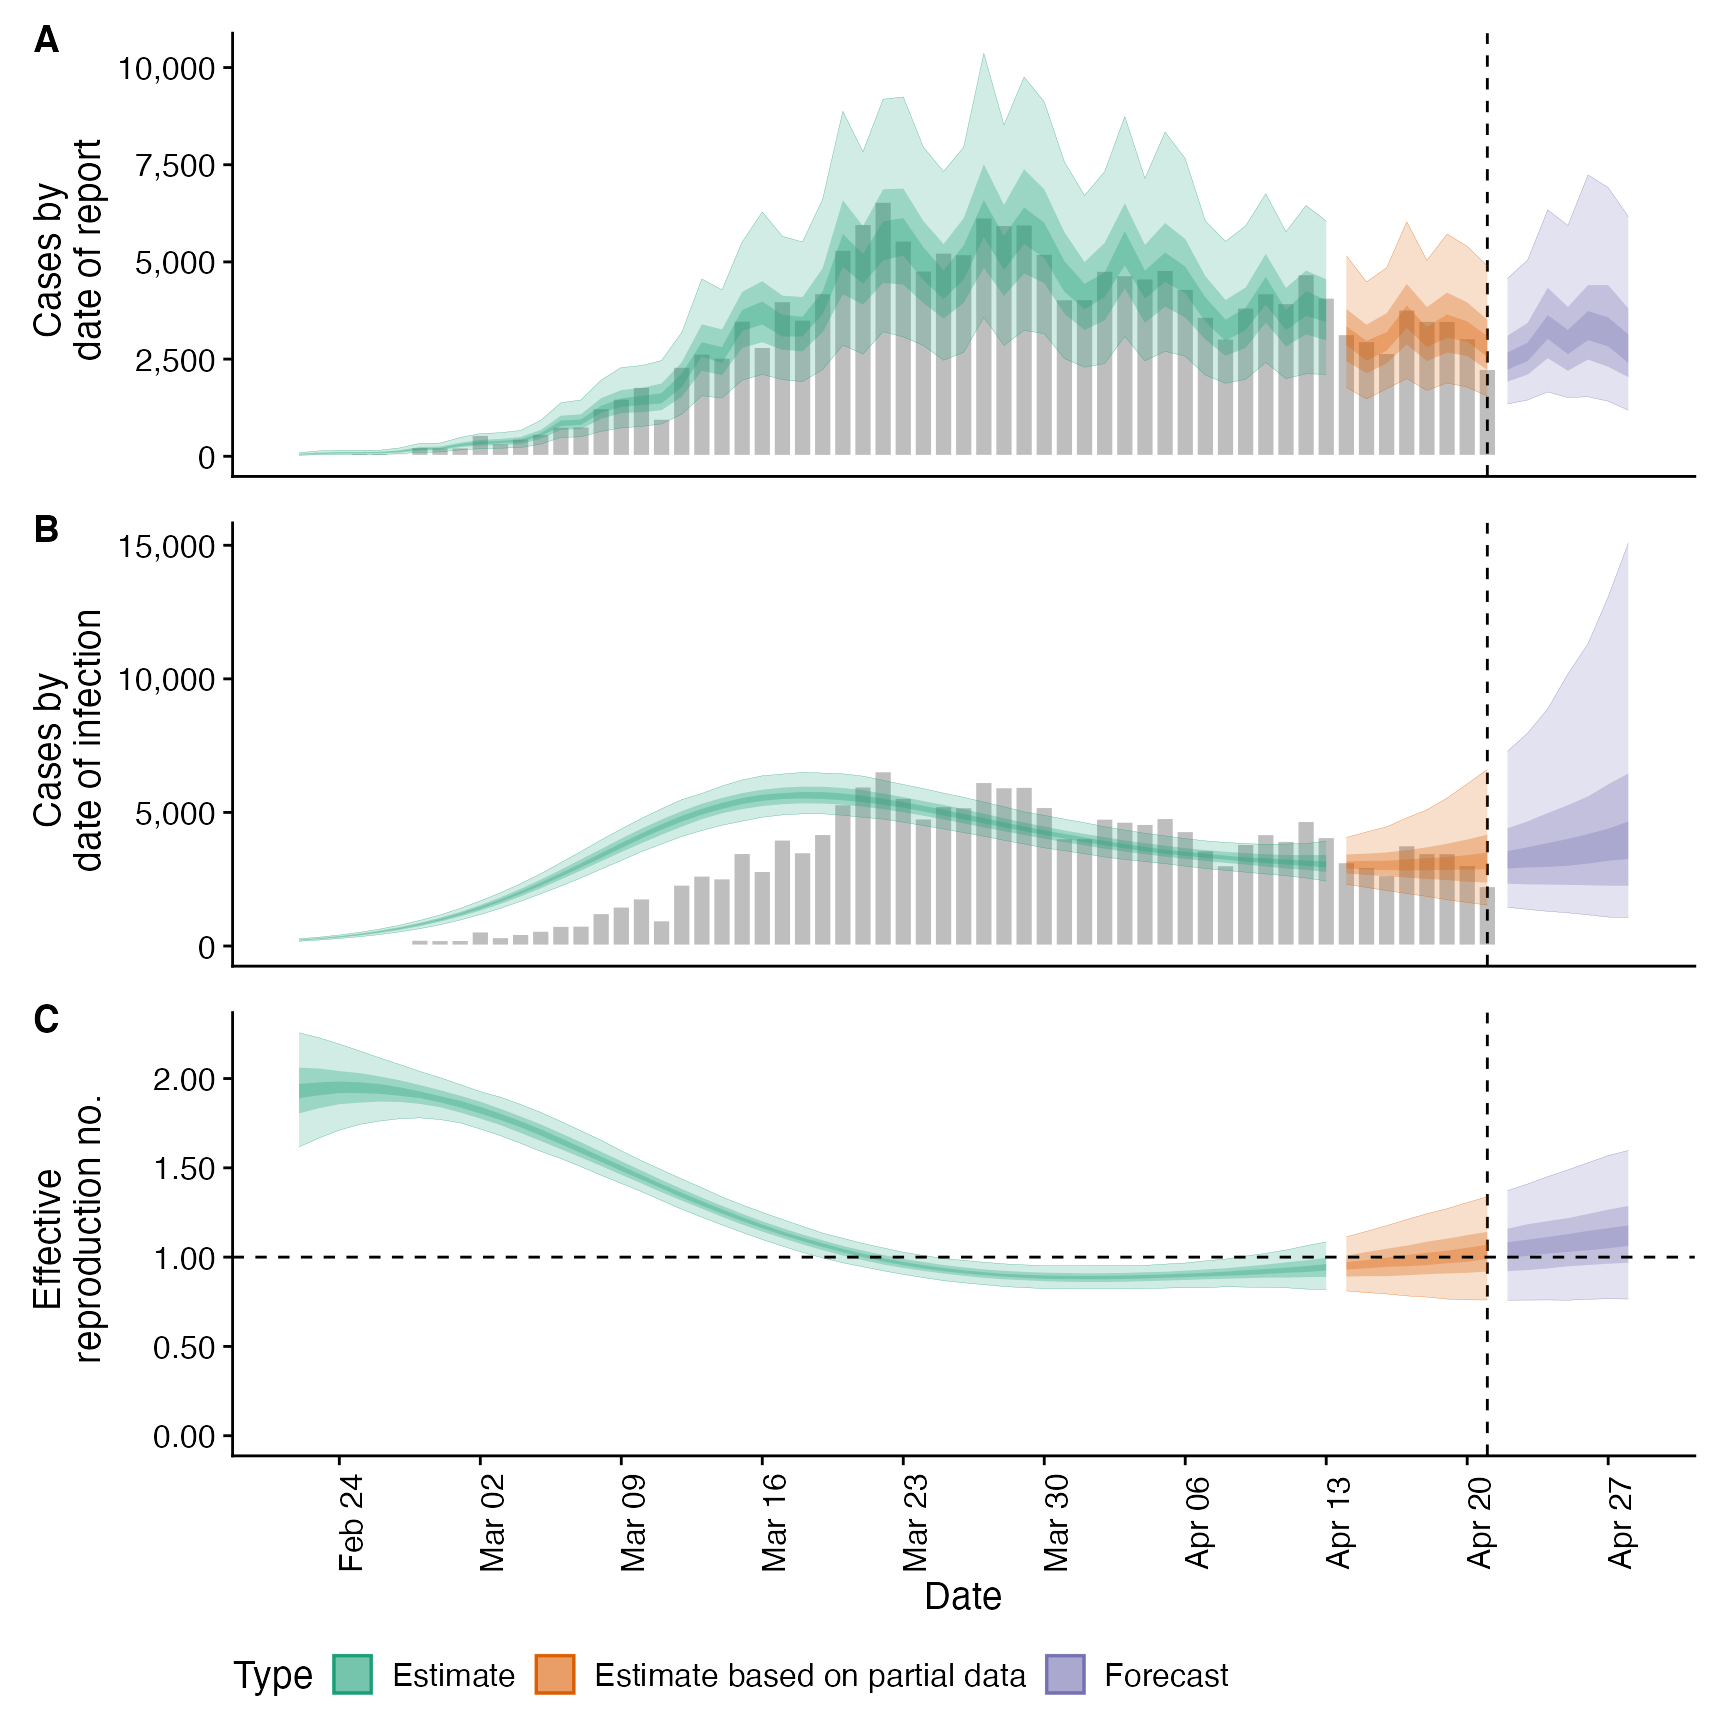 A
Cases by
date of report
10,000
7,500
5,000
2,500
0
B
Cases by
date of infection
15,000
10,000
5,000
0
C
Effective
reproduction no.
2.00
1.50
1.00
0.50
0.00
Feb 24
Mar 02
Mar 09
Mar 16
Mar 23
Mar 30
Apr 06
Apr 13
Apr 20
Apr 27
Date
Type Estimate Estimate based on partial data Forecast